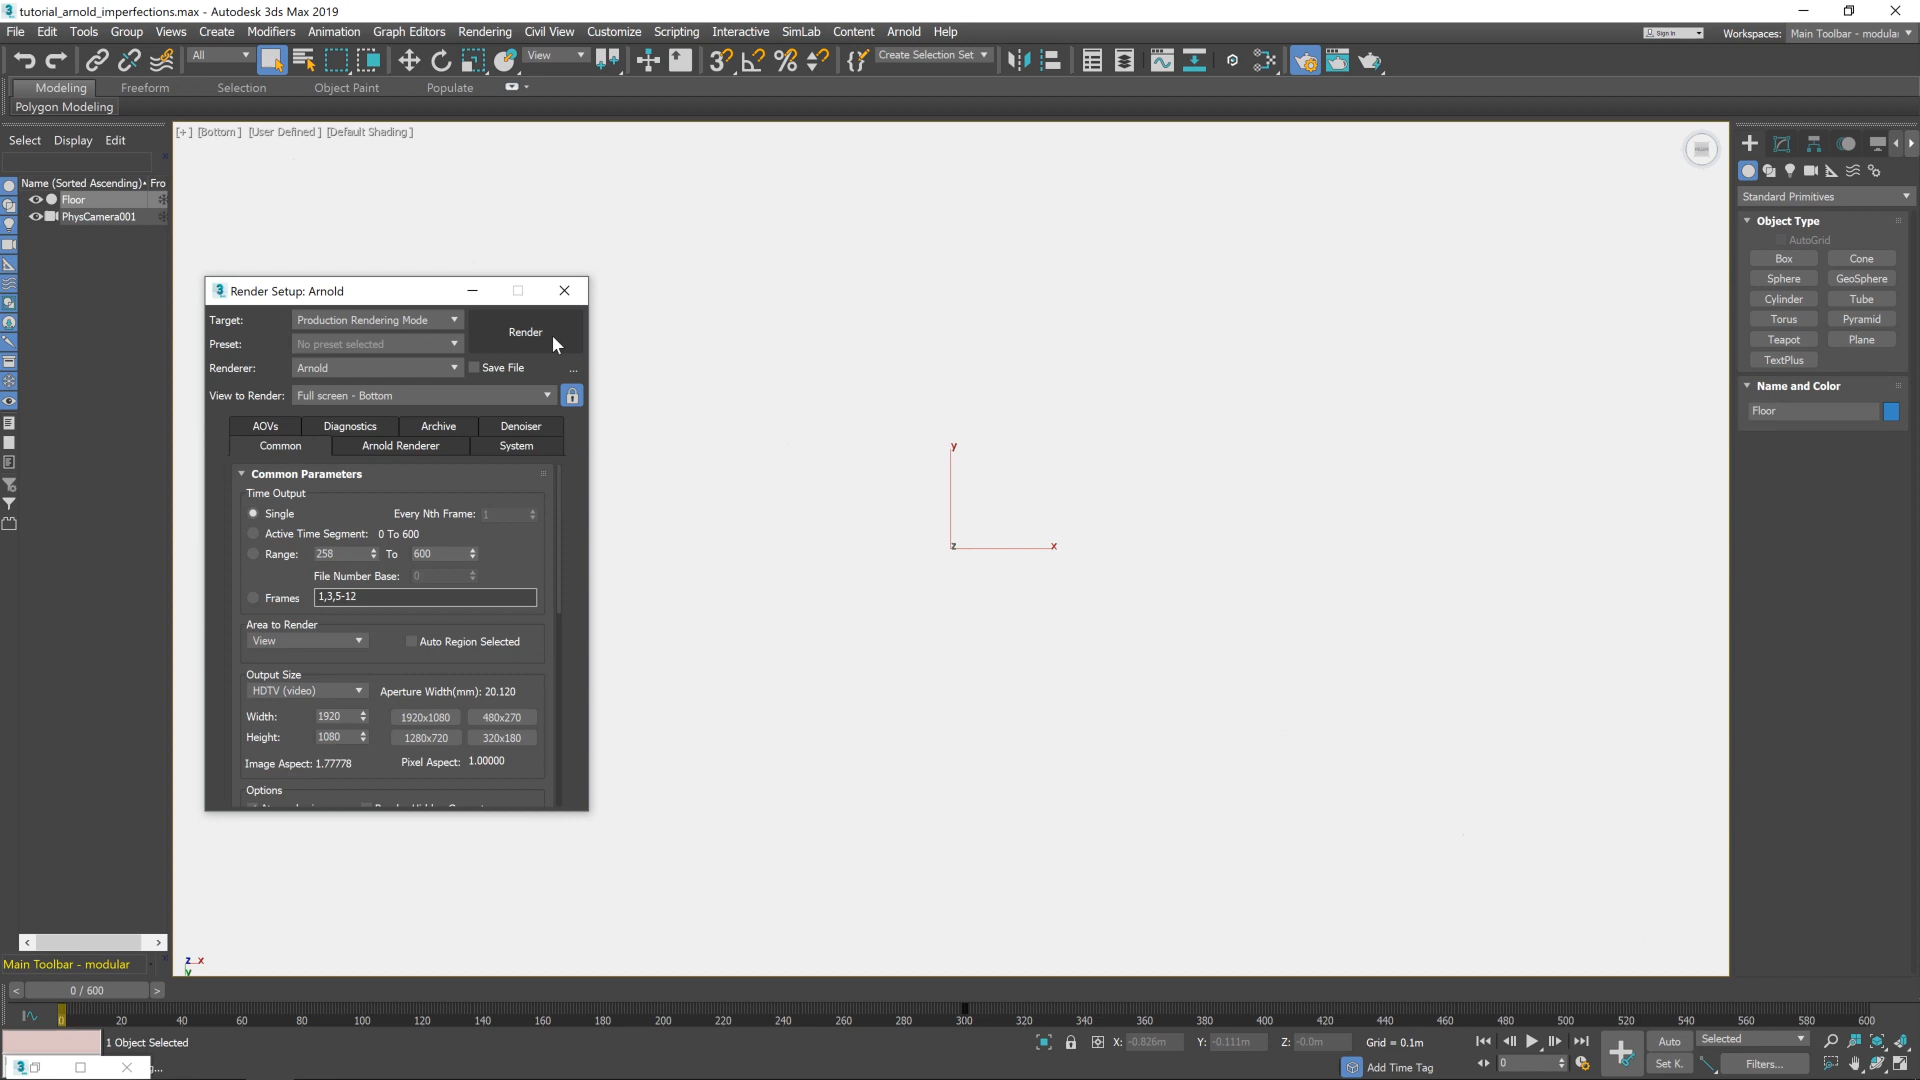 tutorial_arnold_imperfections.max - Autodesk 3ds Max 2019
File Edit Tools Group Views Create Modifiers Animation Graph Editors Rendering Civil View Customize Scripting Interactive SimLab Content Arnold Help
Sign In
Workspaces: Main Toolbar - modular
All
View
Create Selection Set
Modeling Freeform Selection Object Paint Populate
Polygon Modeling
Select Display Edit
[+] [Bottom] [User Defined] [Default Shading]
Name (Sorted Ascending) Fro
Floor
PhysCamera001
Standard Primitives
Object Type
AutoGrid
Box Cone
Sphere GeoSphere
Cylinder Tube
Torus Pyramid
Teapot Plane
TextPlus
Name and Color
Floor
Render Setup: Arnold
Target: Production Rendering Mode
Render
Preset: No preset selected
Renderer: Arnold
Save File ...
View to Render: Full screen - Bottom
AOVs Diagnostics Archive Denoiser
Common Arnold Renderer System
Common Parameters
Time Output
Single Every Nth Frame: 1
Active Time Segment: 0 To 600
Range: 258 To 600
File Number Base: 0
Frames 1,3,5-12
Area to Render
View Auto Region Selected
Output Size
HDTV (video) Aperture Width(mm): 20.120
Width: 1920 1920x1080 480x270
Height: 1080 1280x720 320x180
Image Aspect: 1.77778 Pixel Aspect: 1.00000
Options
y
z x
z x
y
Main Toolbar - modular
< 0 / 600 >
0 20 40 60 80 100 120 140 160 180 200 220 240 260 280 300 320 340 360 380 400 420 440 460 480 500 520 540 560 580 600
1 Object Selected
X: -0.826m Y: -0.111m Z: -0.0m Grid = 0.1m
Add Time Tag
0
Auto Selected
Set K. Filters...